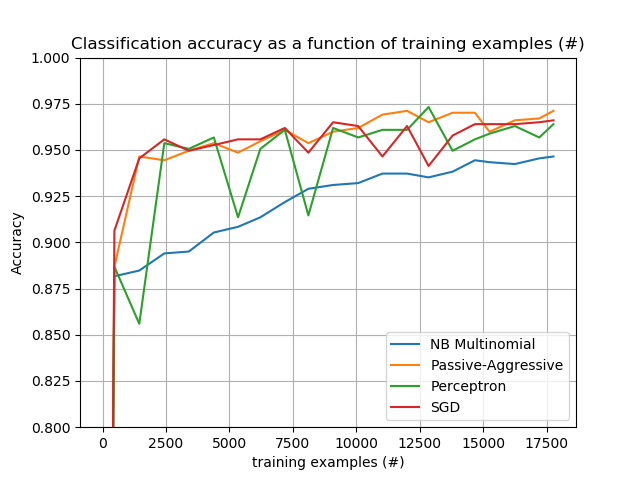 Classification accuracy as a function of training examples (#)
1.000
0.975
0.950
0.925
0.900
0.875
0.850
0.825
0.800
Accuracy
NB Multinomial
Passive-Aggressive
Perceptron
SGD
0 2500 5000 7500 10000 12500 15000 17500
training examples (#)